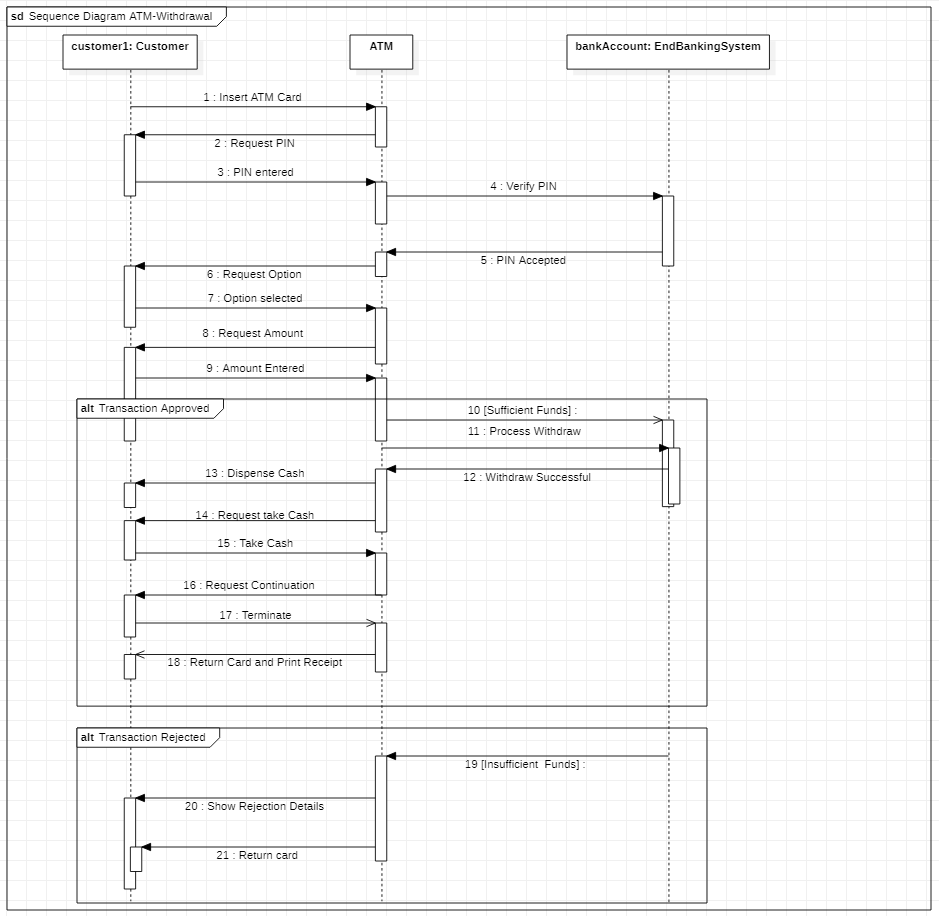 sd Sequence Diagram ATM-Withdrawal
customer1: Customer
ATM
bankAccount: EndBankingSystem
1 : Insert ATM Card
2 : Request PIN
3 : PIN entered
4 : Verify PIN
5 : PIN Accepted
6 : Request Option
7 : Option selected
8 : Request Amount
9 : Amount Entered
alt Transaction Approved
10 [Sufficient Funds] :
11 : Process Withdraw
12 : Withdraw Successful
13 : Dispense Cash
14 : Request take Cash
15 : Take Cash
16 : Request Continuation
17 : Terminate
18 : Return Card and Print Receipt
alt Transaction Rejected
19 [Insufficient  Funds] :
20 : Show Rejection Details
21 : Return card